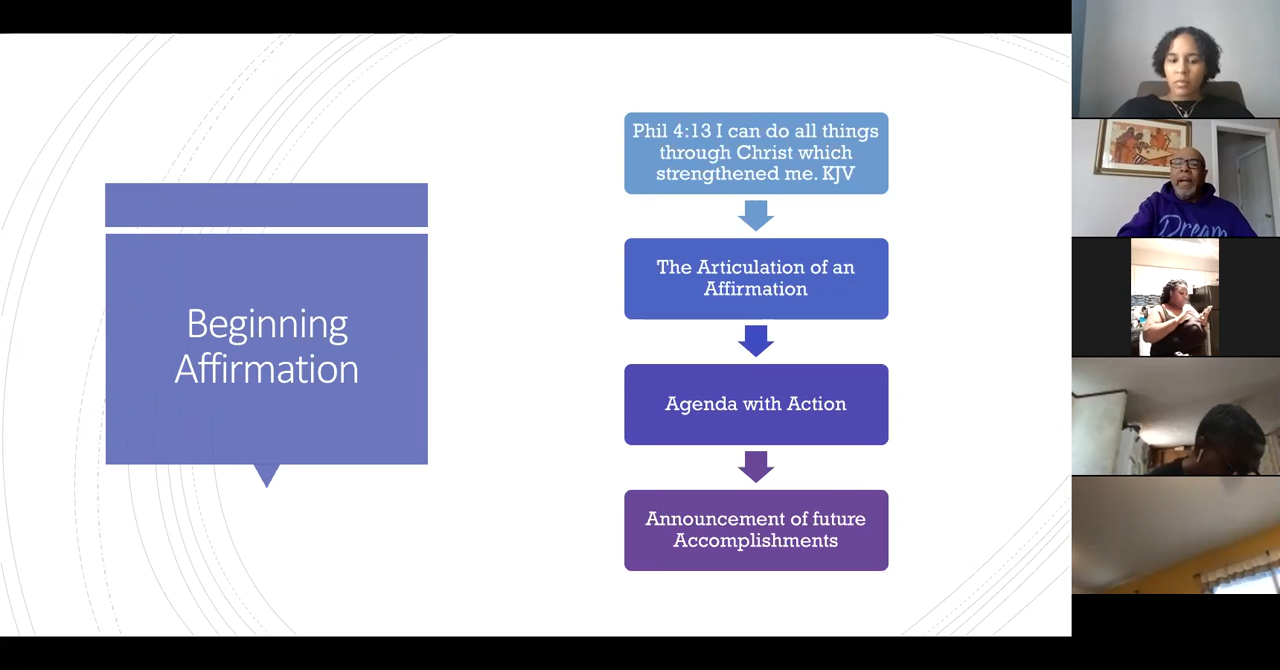 Beginning
Affirmation
Phil 4:13 I can do all things
through Christ which
strengthened me. KJV
The Articulation of an
Affirmation
Agenda with Action
Announcement of future
Accomplishments
Dream